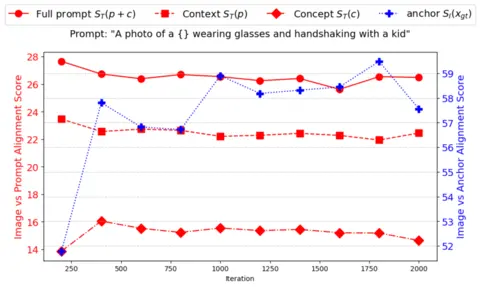 Full prompt S_T(p + c) Context S_T(p) Concept S_T(c) anchor S_I(x_gt)
Prompt: "A photo of a {} wearing glasses and handshaking with a kid"
Image vs Prompt Alignment Score
28
26
24
22
20
18
16
14
59
58
57
56
55
54
53
52
Image vs Anchor Alignment Score
250 500 750 1000 1250 1500 1750 2000
Iteration